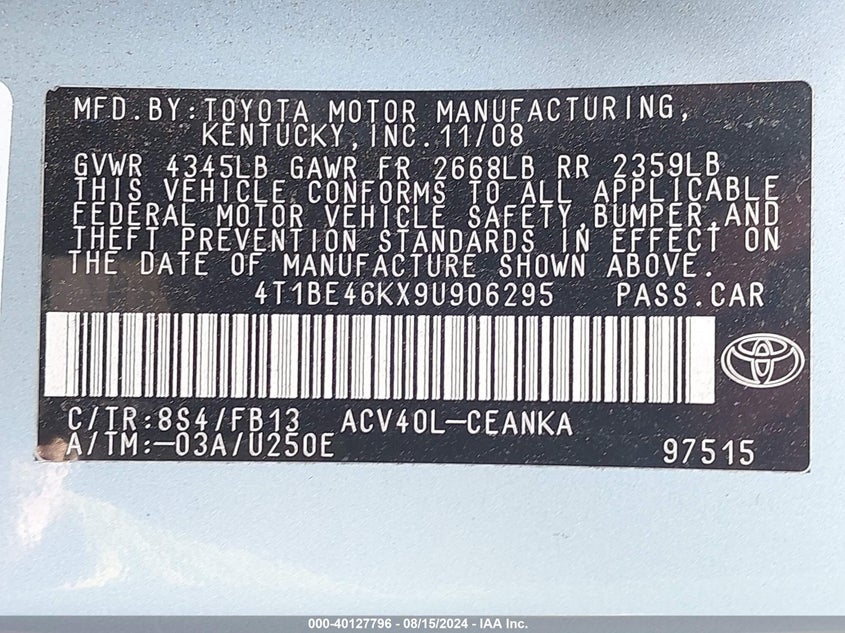 MFD.BY:TOYOTA MOTOR MANUFACTURING,
KENTUCKY,INC.11/08
GVWR 4345LB GAWR FR 2668LB RR 2359LB
THIS VEHICLE CONFORMS TO ALL APPLICABLE
FEDERAL MOTOR VEHICLE SAFETY,BUMPER,AND
THEFT PREVENTION STANDARDS IN EFFECT ON
THE DATE OF MANUFACTURE SHOWN ABOVE.
4T1BE46KX9U906295 PASS.CAR
C/TR:8S4/FB13 ACV40L-CEANKA
A/TM:-03A/U250E 97515
000-40127796 - 08/15/2024 - IAA Inc.